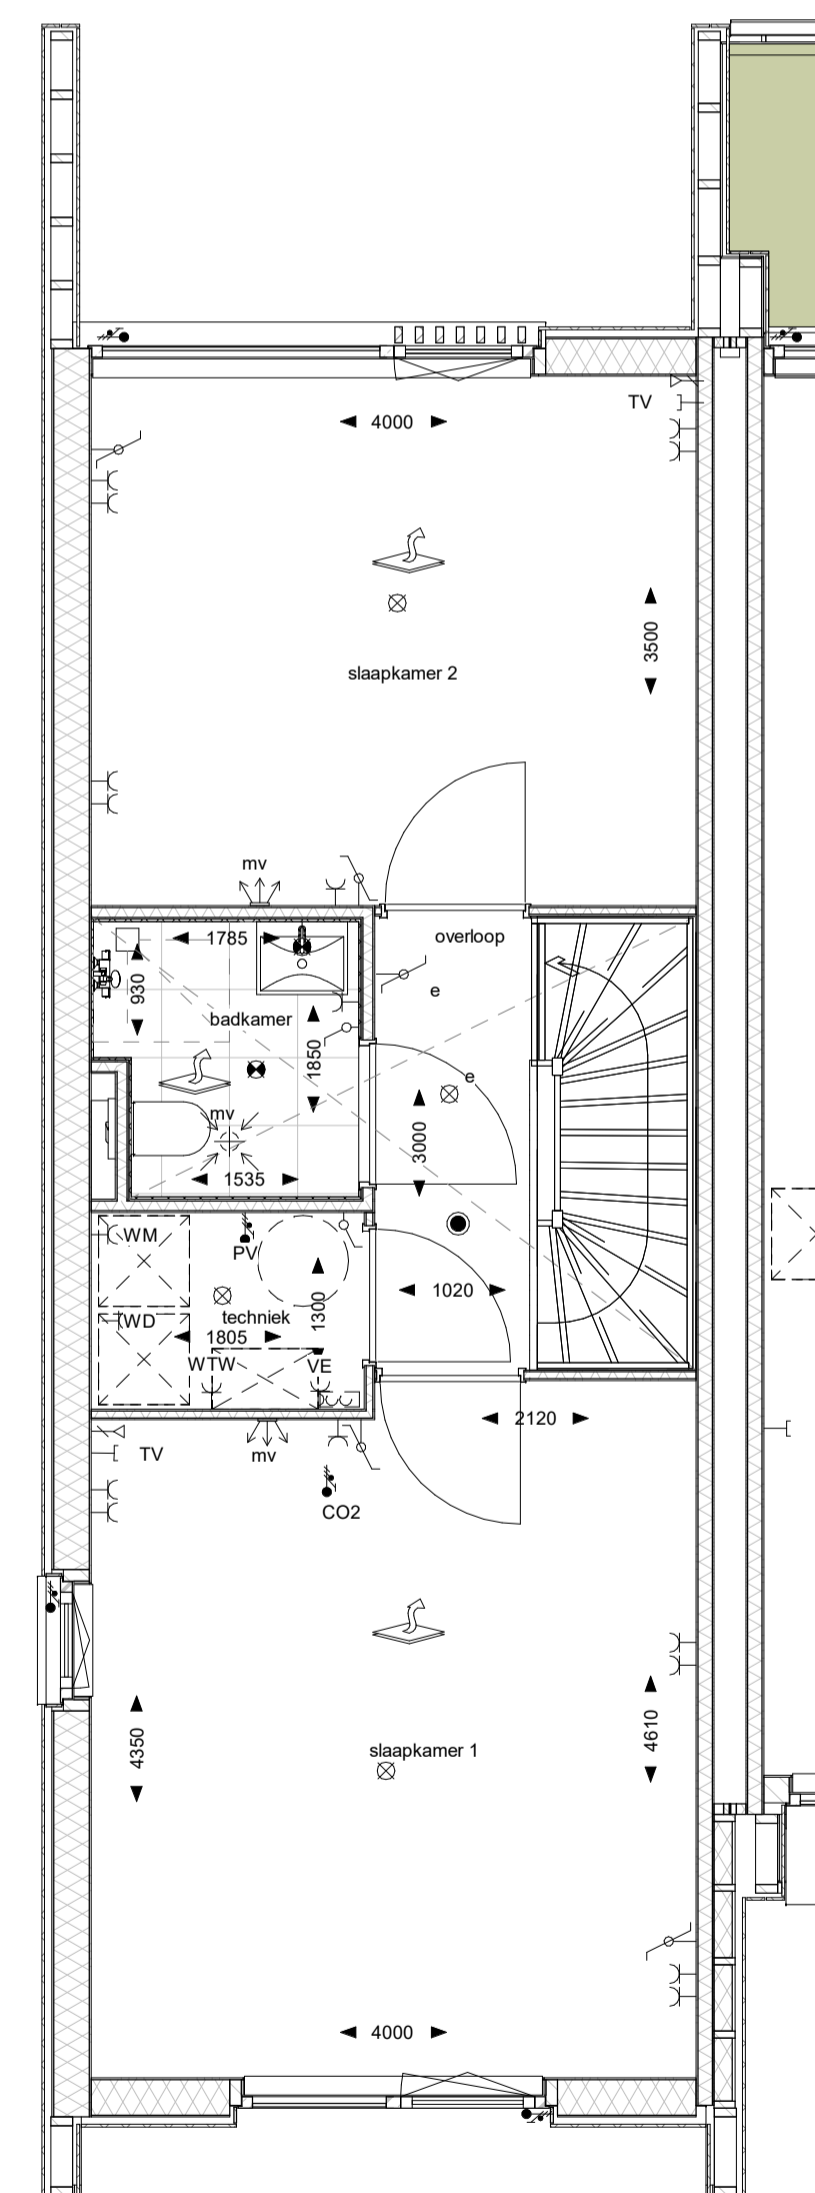 TV
4000
3500
slaapkamer 2
mv
1785
overloop
930
e
badkamer
1850
e
mv
3000
1535
WM
PV
1020
1300
techniek
WD
1805
WTW
VE
2120
TV
mv
CO2
4350
4610
slaapkamer 1
4000